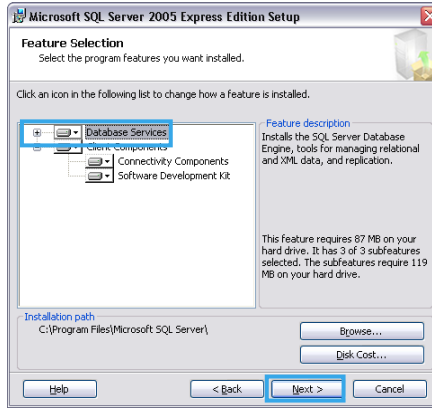 Microsoft SQL Server 2005 Express Edition Setup
Feature Selection
Select the program features you want installed.
Click an icon in the following list to change how a feature is installed.
Database Services
Client Components
Connectivity Components
Software Development Kit
Feature description
Installs the SQL Server Database
Engine, tools for managing relational
and XML data, and replication.
This feature requires 87 MB on your
hard drive. It has 3 of 3 subfeatures
selected. The subfeatures require 119
MB on your hard drive.
Installation path
C:\Program Files\Microsoft SQL Server\
Browse...
Disk Cost...
Help
< Back
Next >
Cancel